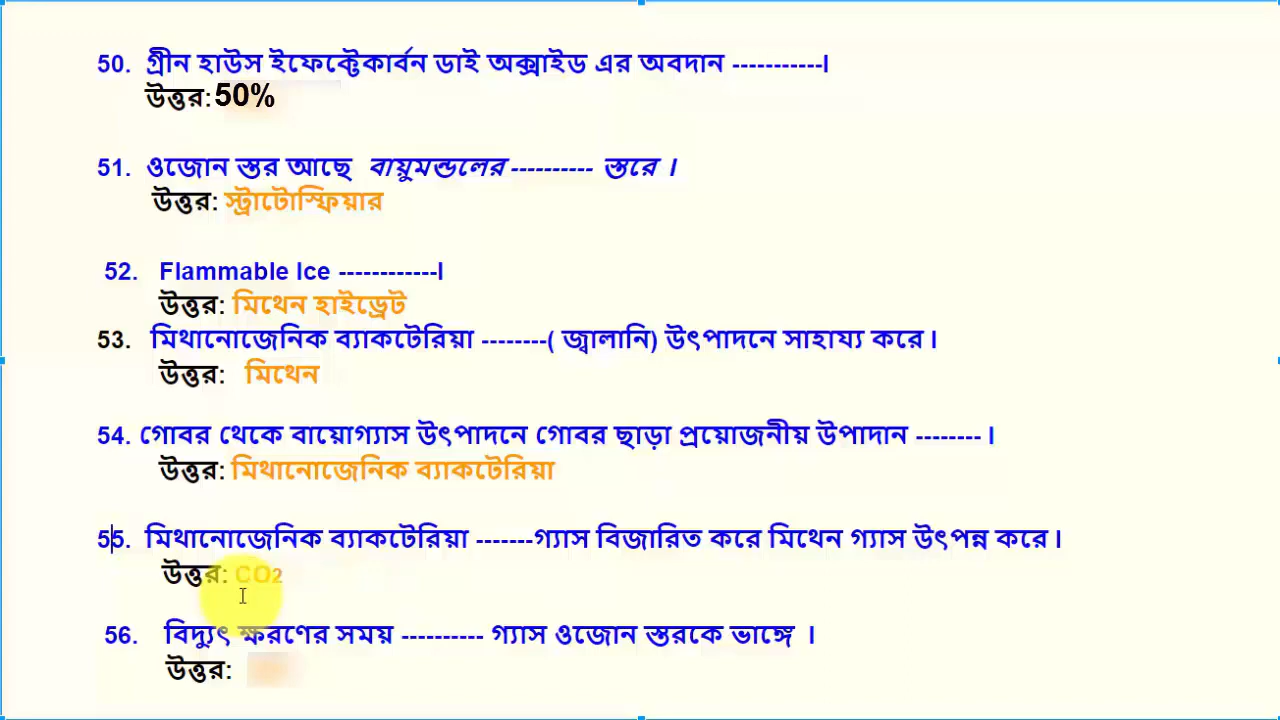 50. গ্রীন হাউস ইফেক্টেকার্বন ডাই অক্সাইড এর অবদান -----------।
উত্তর:50%
51. ওজোন স্তর আছে বায়ুমন্ডলের ---------- স্তরে ।
উত্তর: স্ট্রাটোস্ফিয়ার
52. Flammable Ice ------------।
উত্তর: মিথেন হাইড্রেট
53. মিথানোজেনিক ব্যাকটেরিয়া --------( জ্বালানি) উৎপাদনে সাহায্য করে ।
উত্তর: মিথেন
54. গোবর থেকে বায়োগ্যাস উৎপাদনে গোবর ছাড়া প্রয়োজনীয় উপাদান -------- ।
উত্তর: মিথানোজেনিক ব্যাকটেরিয়া
55. মিথানোজেনিক ব্যাকটেরিয়া -------গ্যাস বিজারিত করে মিথেন গ্যাস উৎপন্ন করে ।
উত্তর: CO2
56. বিদ্যুৎ ক্ষরণের সময় ---------- গ্যাস ওজোন স্তরকে ভাঙ্গে ।
উত্তর: